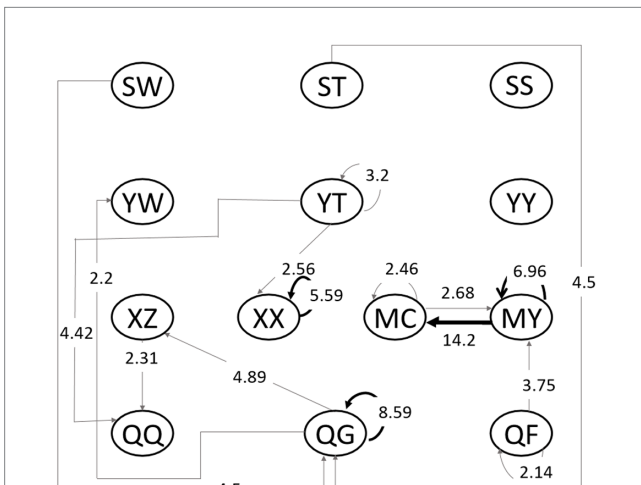 SW ST SS
3.2
YW YT YY
2.56 2.46 6.96
2.2 5.59 2.68 4.5
XZ XX MC MY
4.42 14.2
2.31
4.89 3.75
8.59
QQ QG QF
2.14